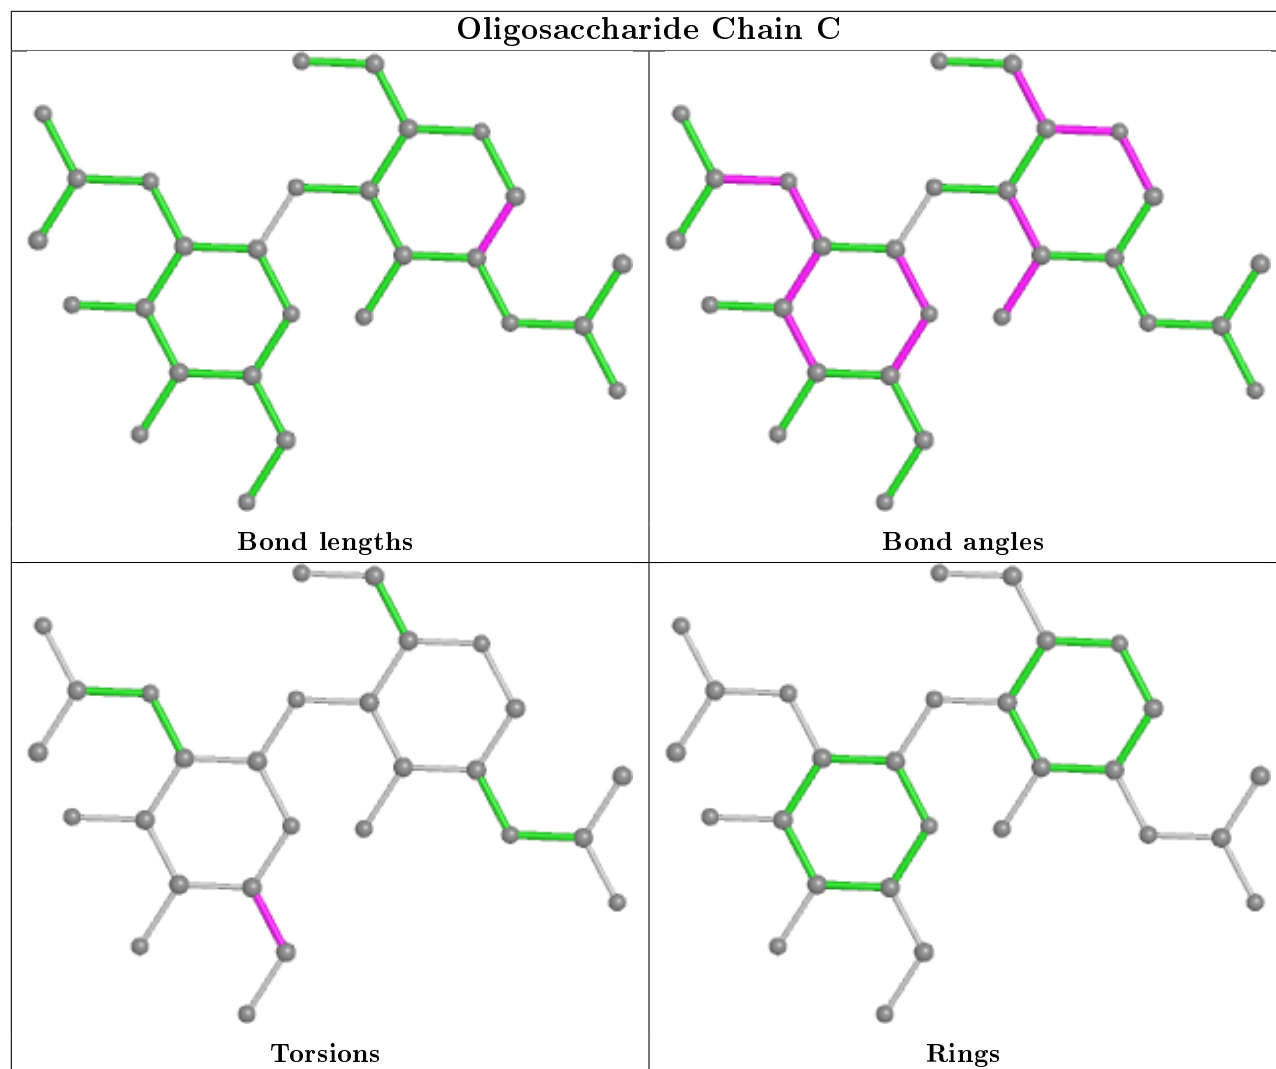 Oligosaccharide Chain C
Bond lengths
Bond angles
Torsions
Rings